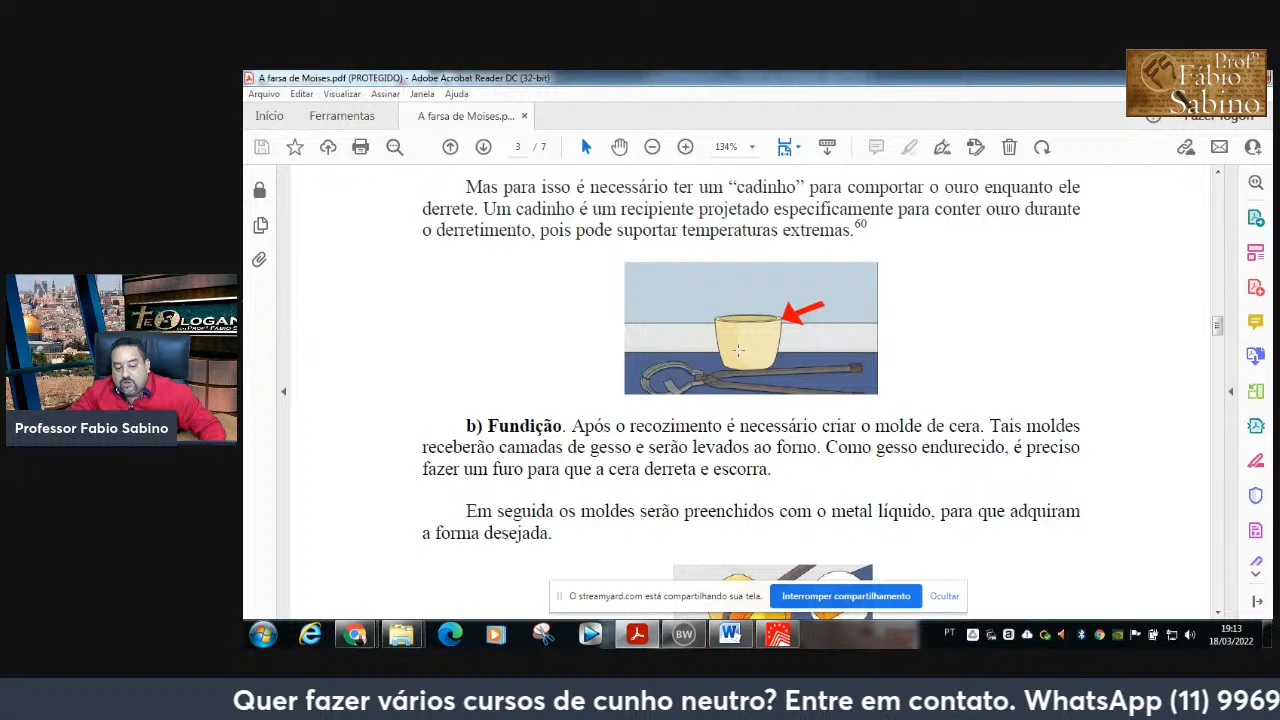 Profº
Fábio
Sabino
A farsa de Moises.pdf (PROTEGIDO) - Adobe Acrobat Reader DC (32-bit)
Arquivo Editar Visualizar Assinar Janela Ajuda
Início Ferramentas A farsa de Moises.p... ×
3 / 7 134%
Mas para isso é necessário ter um “cadinho” para comportar o ouro enquanto ele
derrete. Um cadinho é um recipiente projetado especificamente para conter ouro durante
o derretimento, pois pode suportar temperaturas extremas.60
b) Fundição. Após o recozimento é necessário criar o molde de cera. Tais moldes
receberão camadas de gesso e serão levados ao forno. Como gesso endurecido, é preciso
fazer um furo para que a cera derreta e escorra.
Em seguida os moldes serão preenchidos com o metal líquido, para que adquiram
a forma desejada.
O streamyard.com está compartilhando sua tela. Interromper compartilhamento Ocultar
Professor Fabio Sabino
BW
PT
19:13
18/03/2022
Quer fazer vários cursos de cunho neutro? Entre em contato. WhatsApp (11) 9969